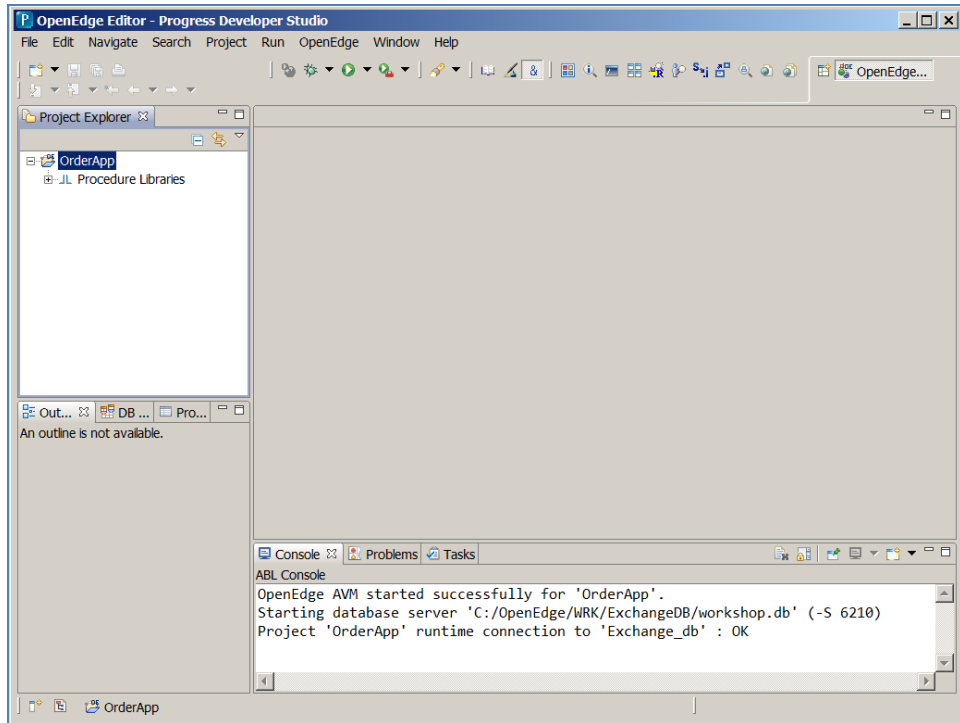 OpenEdge Editor - Progress Developer Studio
File Edit Navigate Search Project Run OpenEdge Window Help
OpenEdge...
Project Explorer
OrderApp
Procedure Libraries
Out... DB ... Pro...
An outline is not available.
Console Problems Tasks
ABL Console
OpenEdge AVM started successfully for 'OrderApp'.
Starting database server 'C:/OpenEdge/WRK/ExchangeDB/workshop.db' (-S 6210)
Project 'OrderApp' runtime connection to 'Exchange_db' : OK
OrderApp